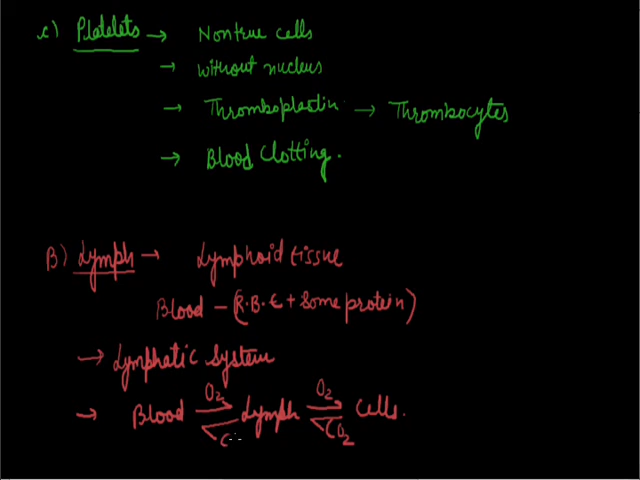 c) Platelets → Nontrue cells
→ without nucleus
→ Thromboplastin → Thrombocytes
→ Blood Clotting.
B) Lymph → Lymphoid tissue
Blood - (R.B.C + Some protein)
→ Lymphatic System
O2 O2
→ Blood ⇌ Lymph ⇌ Cells.
C CO2